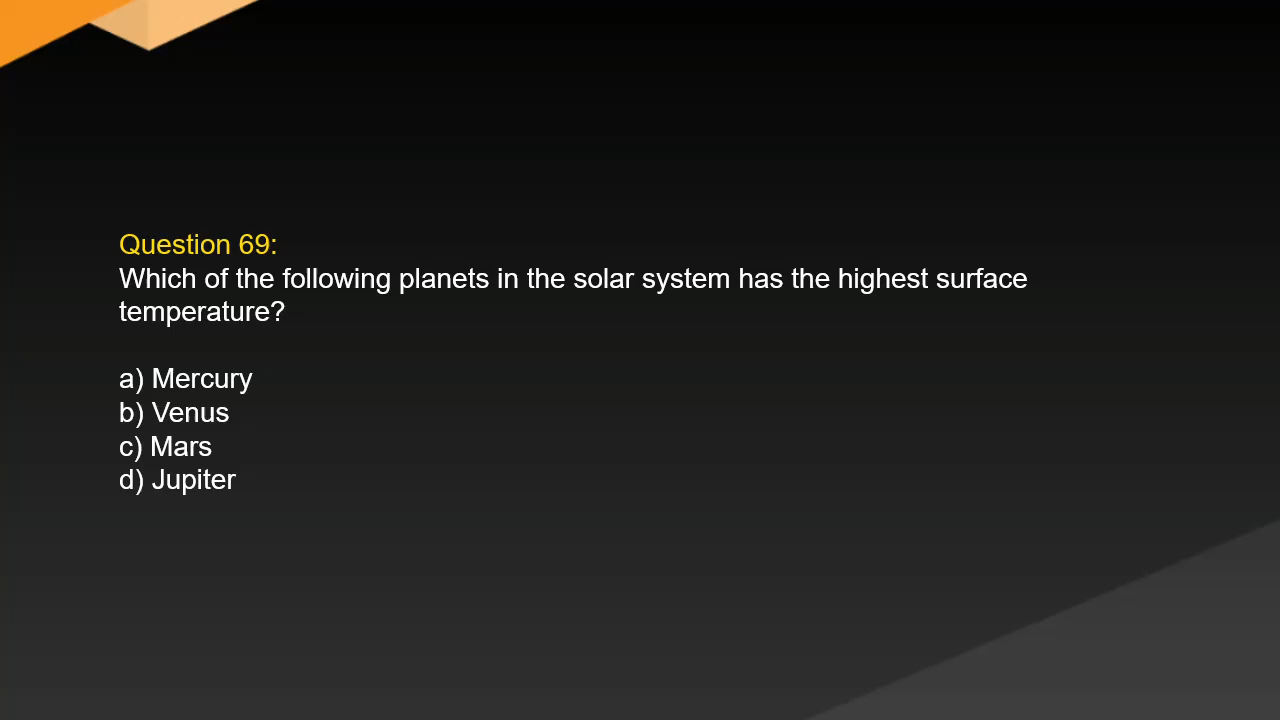 Question 69:
Which of the following planets in the solar system has the highest surface
temperature?
a) Mercury
b) Venus
c) Mars
d) Jupiter